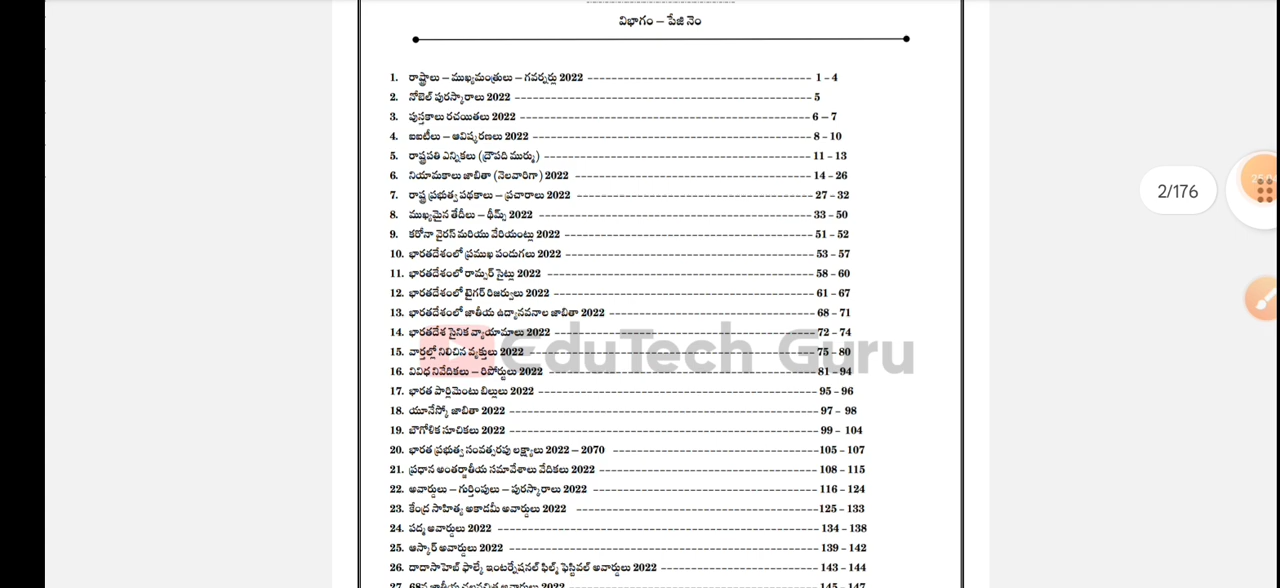 విభాగం – పేజి నెం
1. రాష్ట్రాలు – ముఖ్యమంత్రులు – గవర్నర్లు 2022 1 - 4
2. నోబెల్ పురస్కారాలు 2022 5
3. పుస్తకాలు రచయితలు 2022 6 – 7
4. ఐఐటీలు – ఆవిష్కరణలు 2022 8 - 10
5. రాష్ట్రపతి ఎన్నికలు (ద్రౌపది ముర్ము) 11 - 13
6. నియామకాలు జాబితా (నెలవారిగా) 2022 14 - 26
7. రాష్ట్ర ప్రభుత్వ పథకాలు – ప్రచారాలు 2022 27 - 32
8. ముఖ్యమైన తేదీలు – థీమ్స్ 2022 33 - 50
9. కరోనా వైరస్ మరియు వేరియంట్లు 2022 51 - 52
10. భారతదేశంలో ప్రముఖ పండుగలు 2022 53 - 57
11. భారతదేశంలో రామ్సర్ సైట్లు 2022 58 - 60
12. భారతదేశంలో టైగర్ రిజర్వులు 2022 61 - 67
13. భారతదేశంలో జాతీయ ఉద్యానవనాల జాబితా 2022 68 - 71
14. భారతదేశ సైనిక వ్యాయామాలు 2022 72 - 74
15. వార్తల్లో నిలిచిన వ్యక్తులు 2022 75 - 80
EduTech Guru
16. వివిధ నివేదికలు – రిపోర్టులు 2022 81 - 94
17. భారత పార్లిమెంటు బిల్లులు 2022 95 - 96
18. యూనేస్కో జాబితా 2022 97 - 98
19. బౌగోళిక సూచికలు 2022 99 - 104
20. భారత ప్రభుత్వ సంవత్సరపు లక్ష్యాలు 2022 – 2070 105 - 107
21. ప్రధాన అంతర్జాతీయ సమావేశాలు వేదికలు 2022 108 - 115
22. అవార్డులు – గుర్తింపులు – పురస్కారాలు 2022 116 - 124
23. కేంద్ర సాహిత్య అకాడమీ అవార్డులు 2022 125 - 133
24. పద్మ అవార్డులు 2022 134 - 138
25. ఆస్కార్ అవార్డులు 2022 139 - 142
26. దాదాసాహెబ్ ఫాల్కే ఇంటర్నేషనల్ ఫిల్మ్ ఫెస్టివల్ అవార్డులు 2022 143 - 144
27. 68వ జాతీయ చలనచిత్ర అవార్డులు 2022 145 - 147
2/176